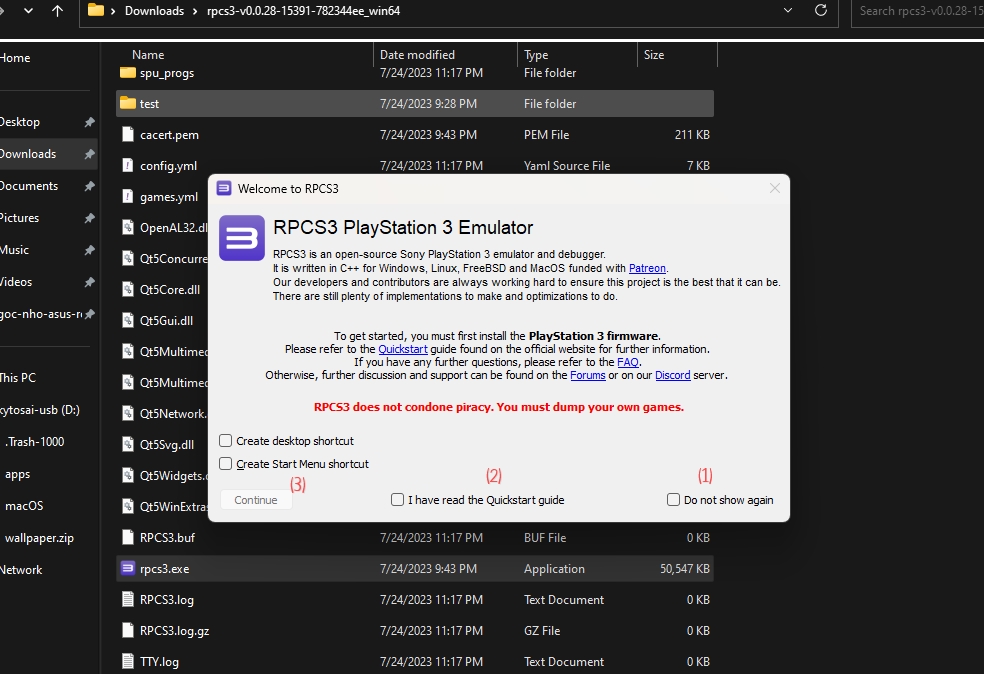 Downloads > rpcs3-v0.0.28-15391-782344ee_win64
Search rpcs3-v0.0.28-15
Name Date modified Type Size
Home
Desktop
Downloads
Documents
Pictures
Music
Videos
goc-nho-asus-r
This PC
kytosai-usb (D:)
.Trash-1000
apps
macOS
wallpaper.zip
Network
spu_progs 7/24/2023 11:17 PM File folder
test 7/24/2023 9:28 PM File folder
cacert.pem 7/24/2023 9:43 PM PEM File 211 KB
config.yml 7/24/2023 11:17 PM Yaml Source File 7 KB
games.yml
OpenAL32.dl
Qt5Concurre
Qt5Core.dll
Qt5Gui.dll
Qt5Multimed
Qt5Multimed
Qt5Network.
Qt5Svg.dll
Qt5Widgets.d
Qt5WinExtras
RPCS3.buf 7/24/2023 11:17 PM BUF File 0 KB
rpcs3.exe 7/24/2023 9:43 PM Application 50,547 KB
RPCS3.log 7/24/2023 11:17 PM Text Document 0 KB
RPCS3.log.gz 7/24/2023 11:17 PM GZ File 0 KB
TTY.log 7/24/2023 11:17 PM Text Document 0 KB
Welcome to RPCS3
RPCS3 PlayStation 3 Emulator
RPCS3 is an open-source Sony PlayStation 3 emulator and debugger.
It is written in C++ for Windows, Linux, FreeBSD and MacOS funded with Patreon.
Our developers and contributors are always working hard to ensure this project is the best that it can be.
There are still plenty of implementations to make and optimizations to do.
To get started, you must first install the PlayStation 3 firmware.
Please refer to the Quickstart guide found on the official website for further information.
If you have any further questions, please refer to the FAQ.
Otherwise, further discussion and support can be found on the Forums or on our Discord server.
RPCS3 does not condone piracy. You must dump your own games.
Create desktop shortcut
Create Start Menu shortcut
(3) (2) (1)
Continue I have read the Quickstart guide Do not show again